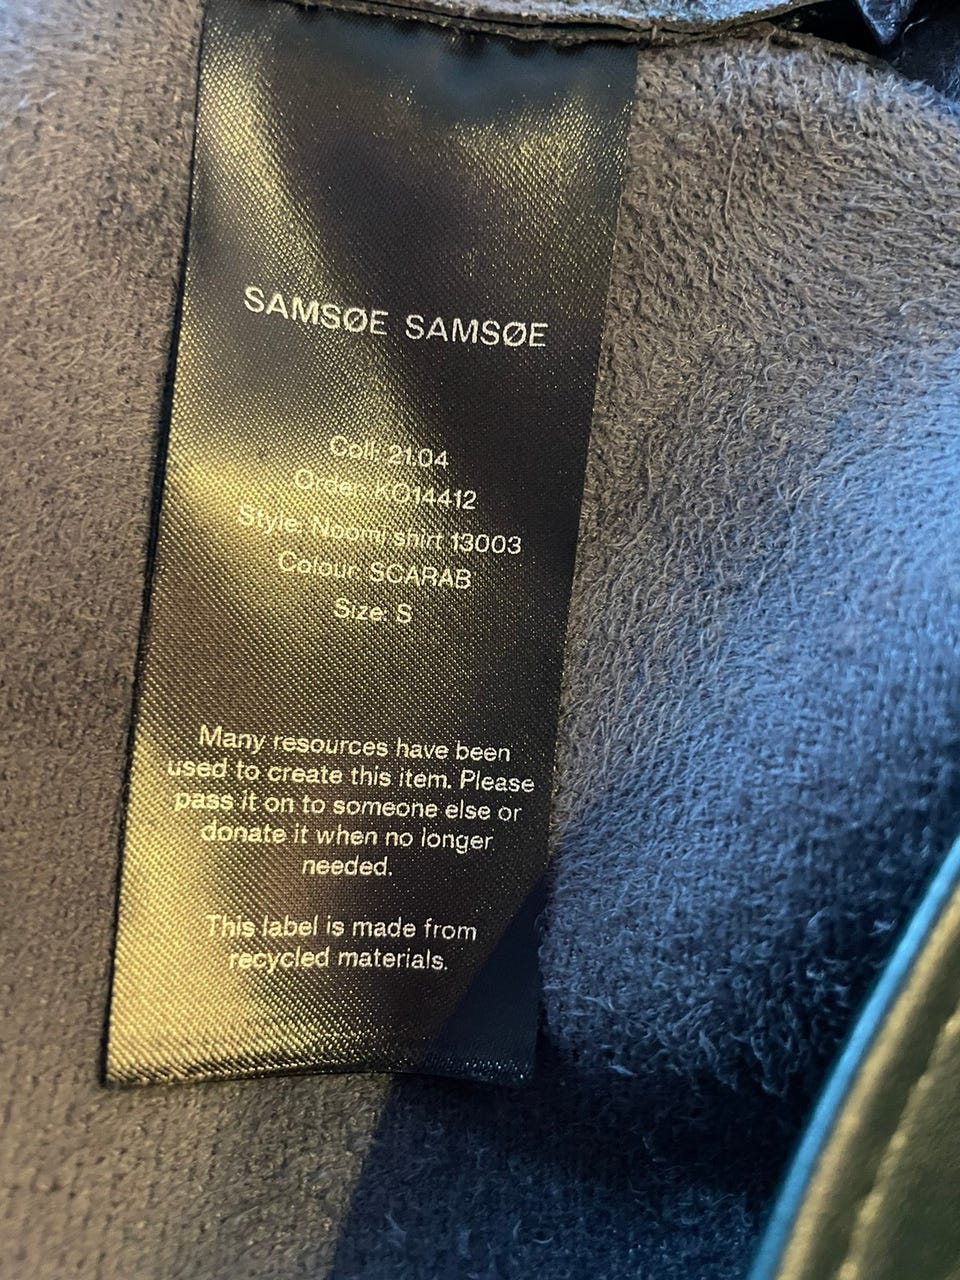 SAMSØE SAMSØE
Coll: 21.04
Order: KO14412
Style: Noomi shirt 13003
Colour: SCARAB
Size: S
Many resources have been
used to create this item. Please
pass it on to someone else or
donate it when no longer
needed.
This label is made from
recycled materials.